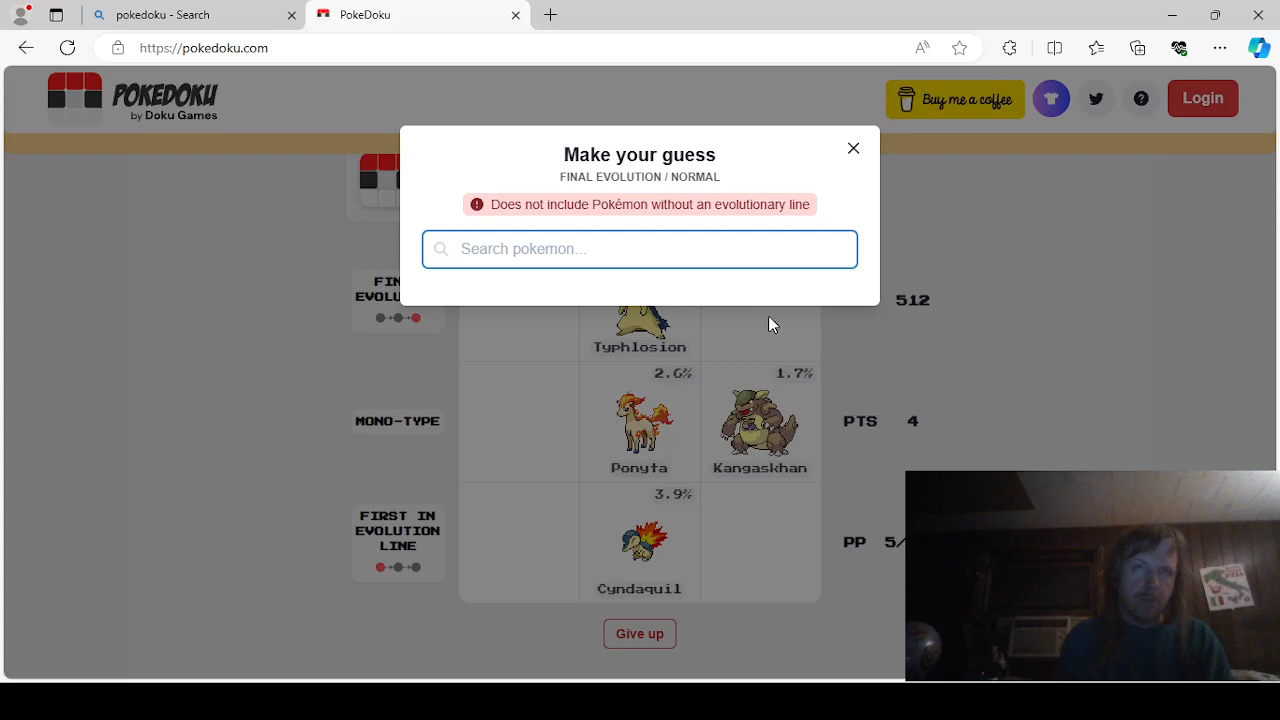 pokedoku - Search
PokeDoku
https://pokedoku.com
POKEDOKU
by Doku Games
Buy me a coffee
Login
Make your guess
FINAL EVOLUTION / NORMAL
Does not include Pokémon without an evolutionary line
Search pokemon...
FIN
EVOLU
512
Typhlosion
2.6%
1.7%
MONO-TYPE
PTS 4
Ponyta
Kangaskhan
3.9%
FIRST IN
EVOLUTION
LINE
PP 5/
Cyndaquil
Give up